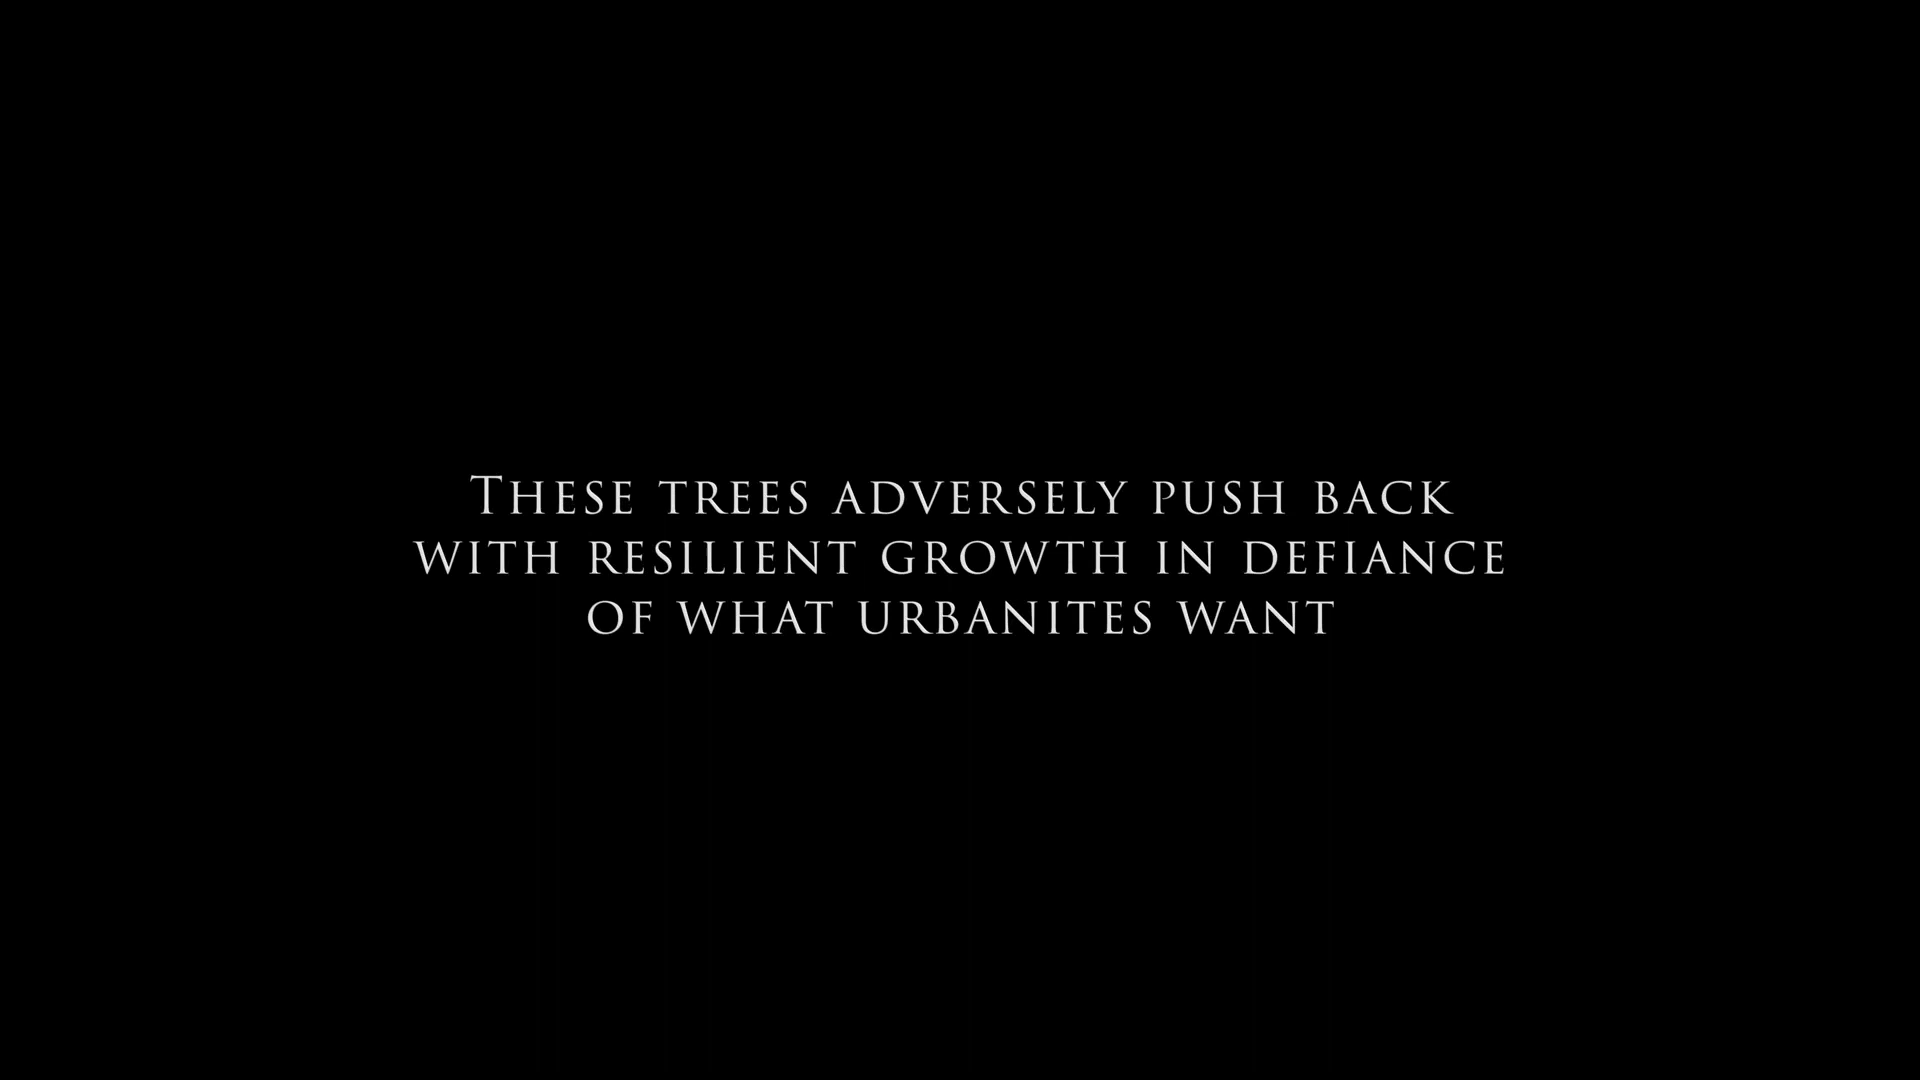 These trees adversely push back
with resilient growth in defiance
of what urbanites want